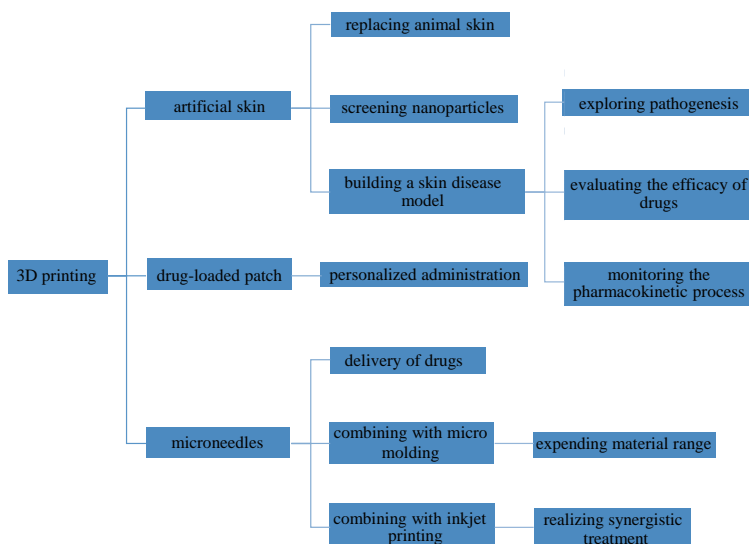 replacing animal skin
artificial skin
screening nanoparticles
exploring pathogenesis
building a skin disease
model
evaluating the efficacy of
drugs
3D printing
drug-loaded patch
personalized administration
monitoring the
pharmacokinetic process
delivery of drugs
microneedles
combining with micro
molding
expending material range
combining with inkjet
printing
realizing synergistic
treatment